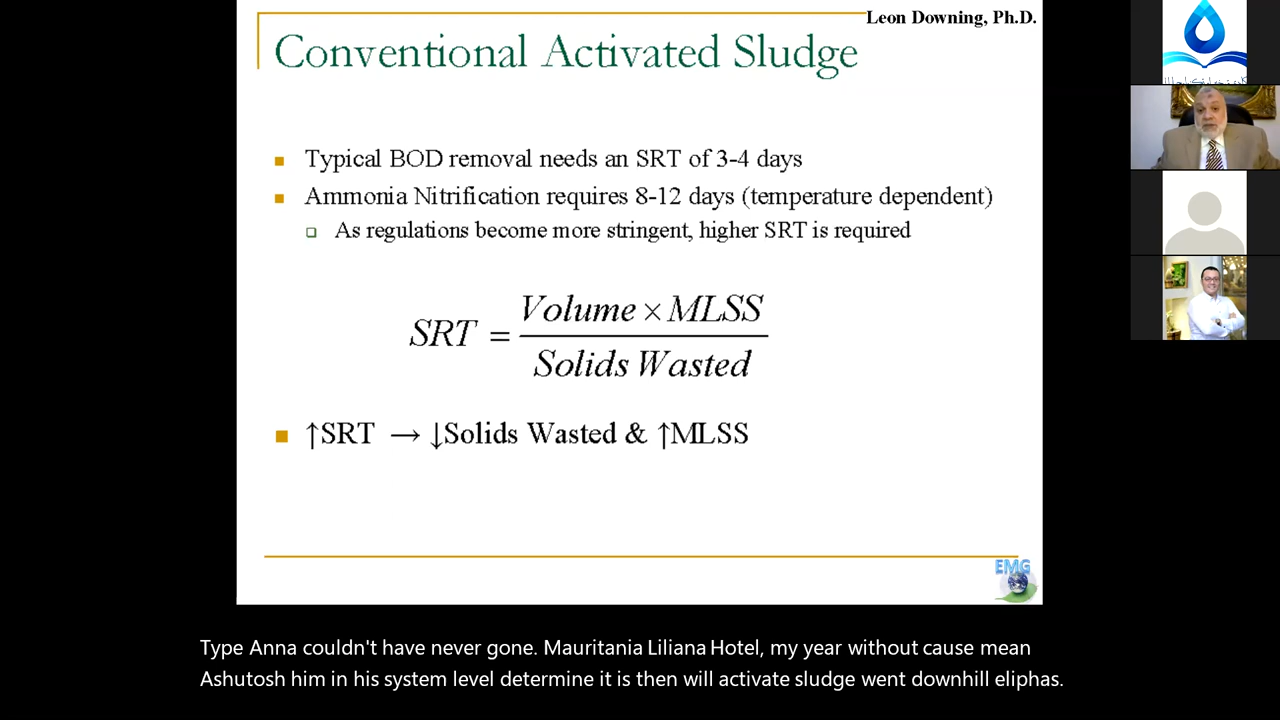 Leon Downing, Ph.D.
Conventional Activated Sludge
Typical BOD removal needs an SRT of 3-4 days
Ammonia Nitrification requires 8-12 days (temperature dependent)
As regulations become more stringent, higher SRT is required
SRT = Volume × MLSS / Solids Wasted
↑SRT → ↓Solids Wasted & ↑MLSS
EMG
Type Anna couldn't have never gone. Mauritania Liliana Hotel, my year without cause mean
Ashutosh him in his system level determine it is then will activate sludge went downhill eliphas.